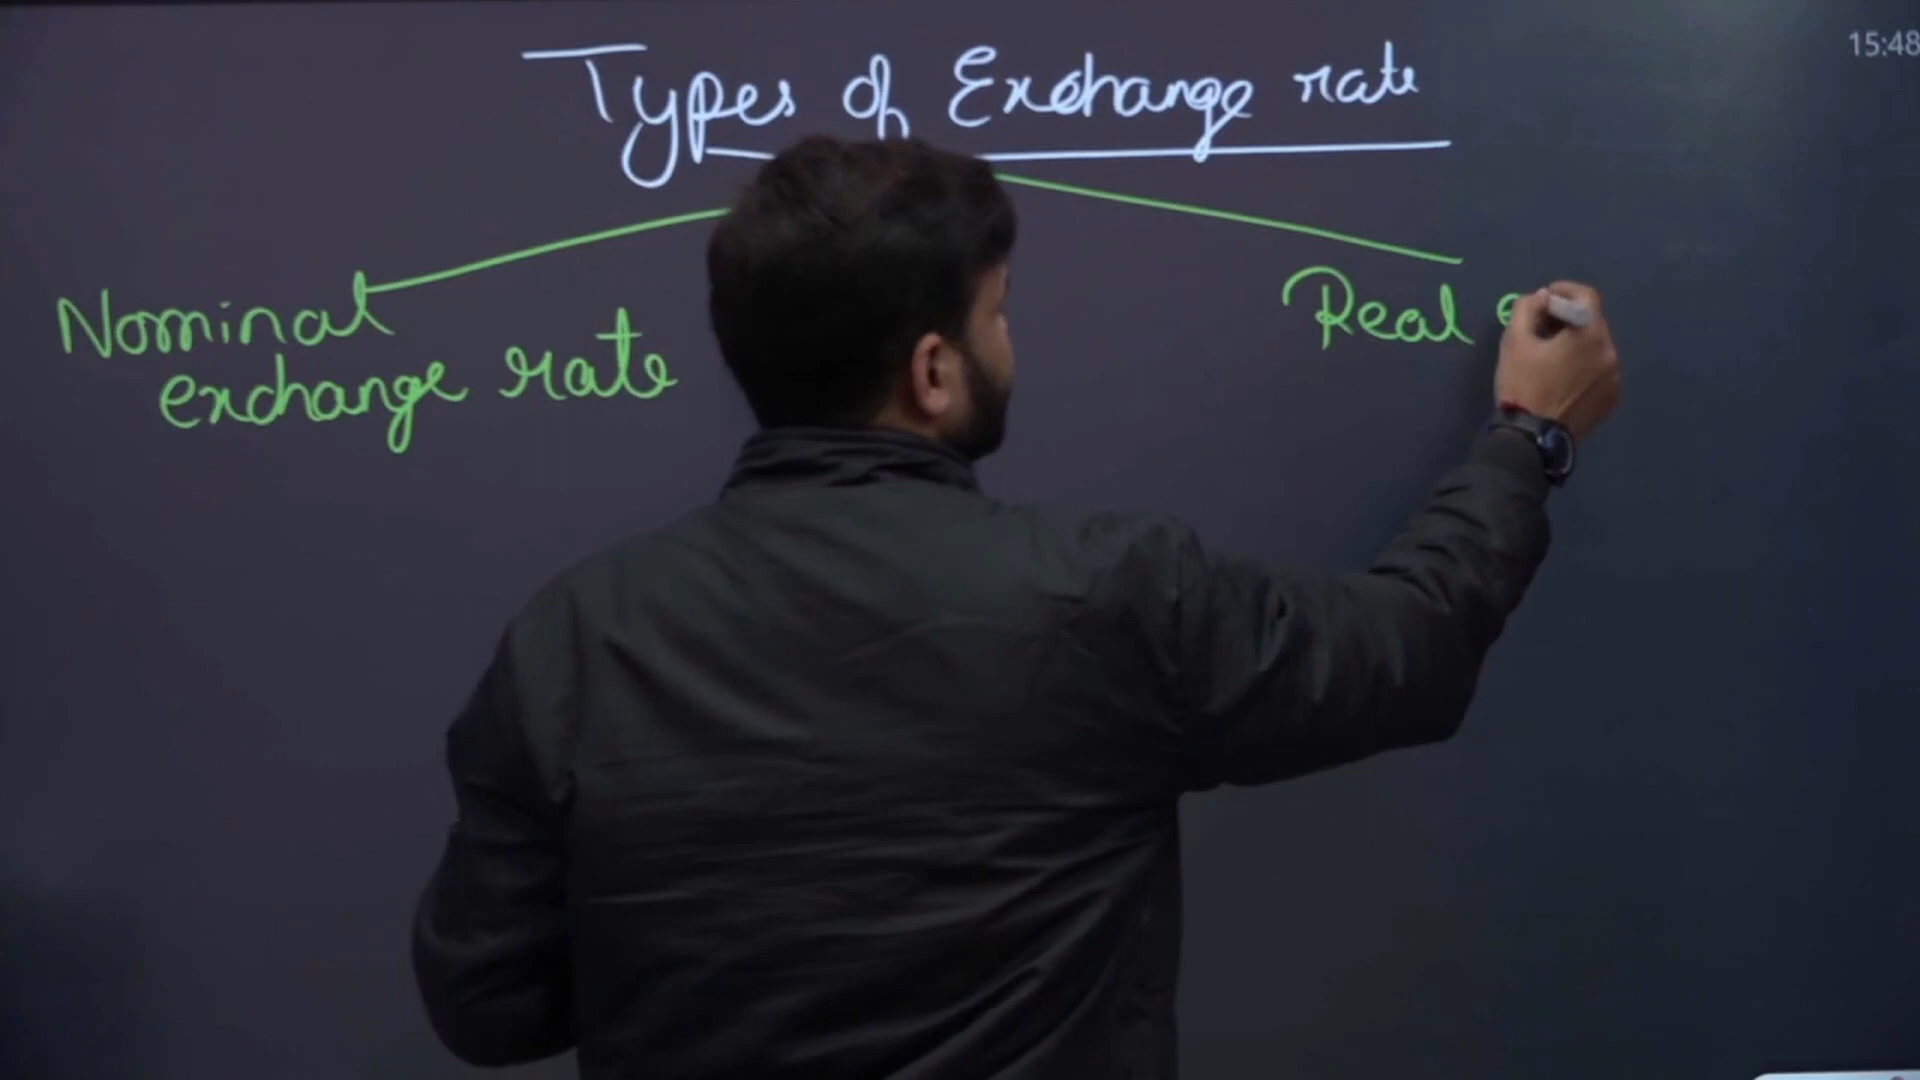 15:48
Types of Exchange rate
Nominal
exchange rate
Real e